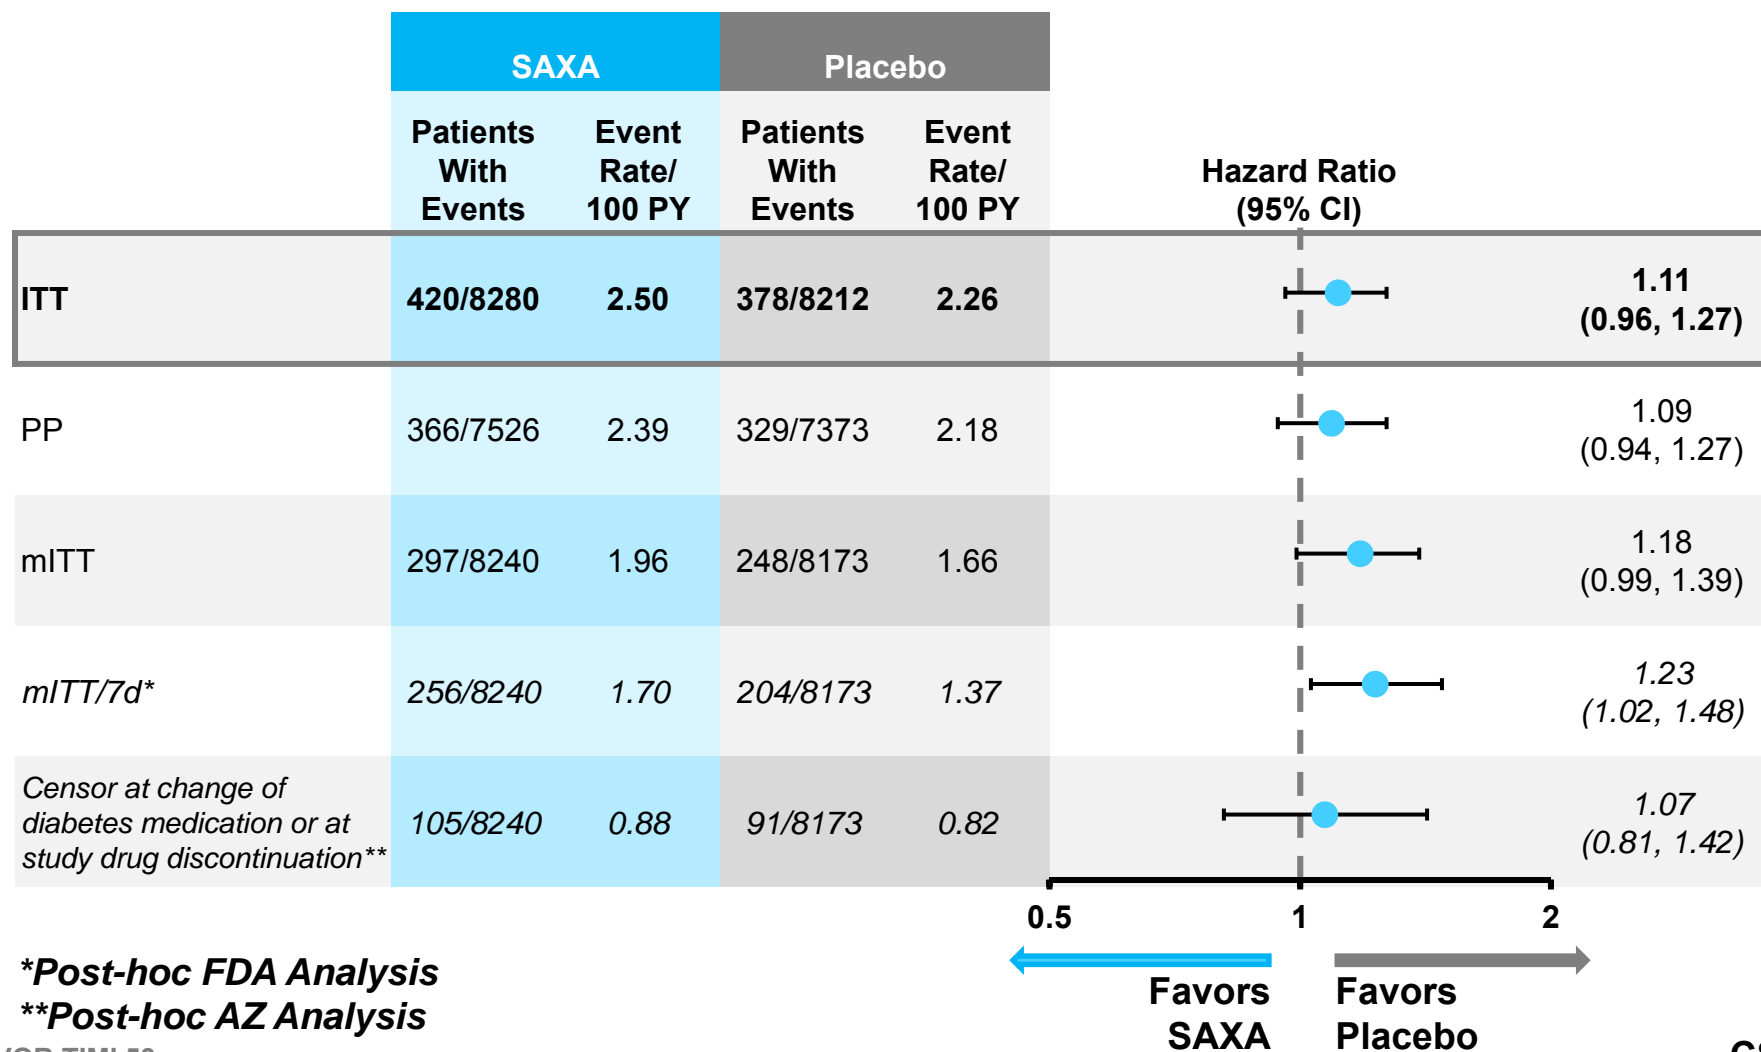 SAXA Placebo
Patients With Events
Event Rate/ 100 PY
Patients With Events
Event Rate/ 100 PY
Hazard Ratio (95% CI)
ITT 420/8280 2.50 378/8212 2.26 1.11 (0.96, 1.27)
PP 366/7526 2.39 329/7373 2.18 1.09 (0.94, 1.27)
mITT 297/8240 1.96 248/8173 1.66 1.18 (0.99, 1.39)
mITT/7d* 256/8240 1.70 204/8173 1.37 1.23 (1.02, 1.48)
Censor at change of
diabetes medication or at
study drug discontinuation** 105/8240 0.88 91/8173 0.82 1.07 (0.81, 1.42)
0.5 1 2
Favors SAXA
Favors Placebo
*Post-hoc FDA Analysis
**Post-hoc AZ Analysis